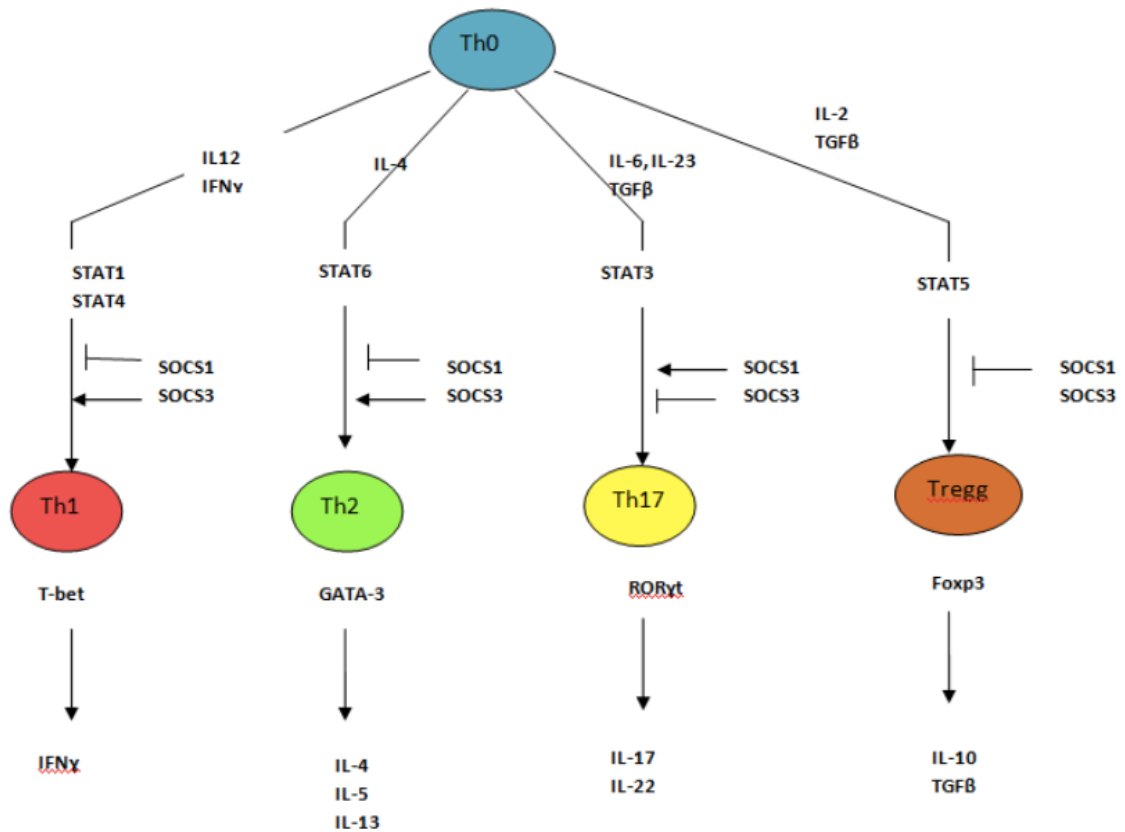 Th0
IL12
IFNγ
IL-4
IL-6, IL-23
TGFβ
IL-2
TGFβ
STAT1
STAT4
STAT6
STAT3
STAT5
SOCS1
SOCS3
SOCS1
SOCS3
SOCS1
SOCS3
SOCS1
SOCS3
Th1
Th2
Th17
Tregg
T-bet
GATA-3
RORγt
Foxp3
IFNγ
IL-4
IL-5
IL-13
IL-17
IL-22
IL-10
TGFβ